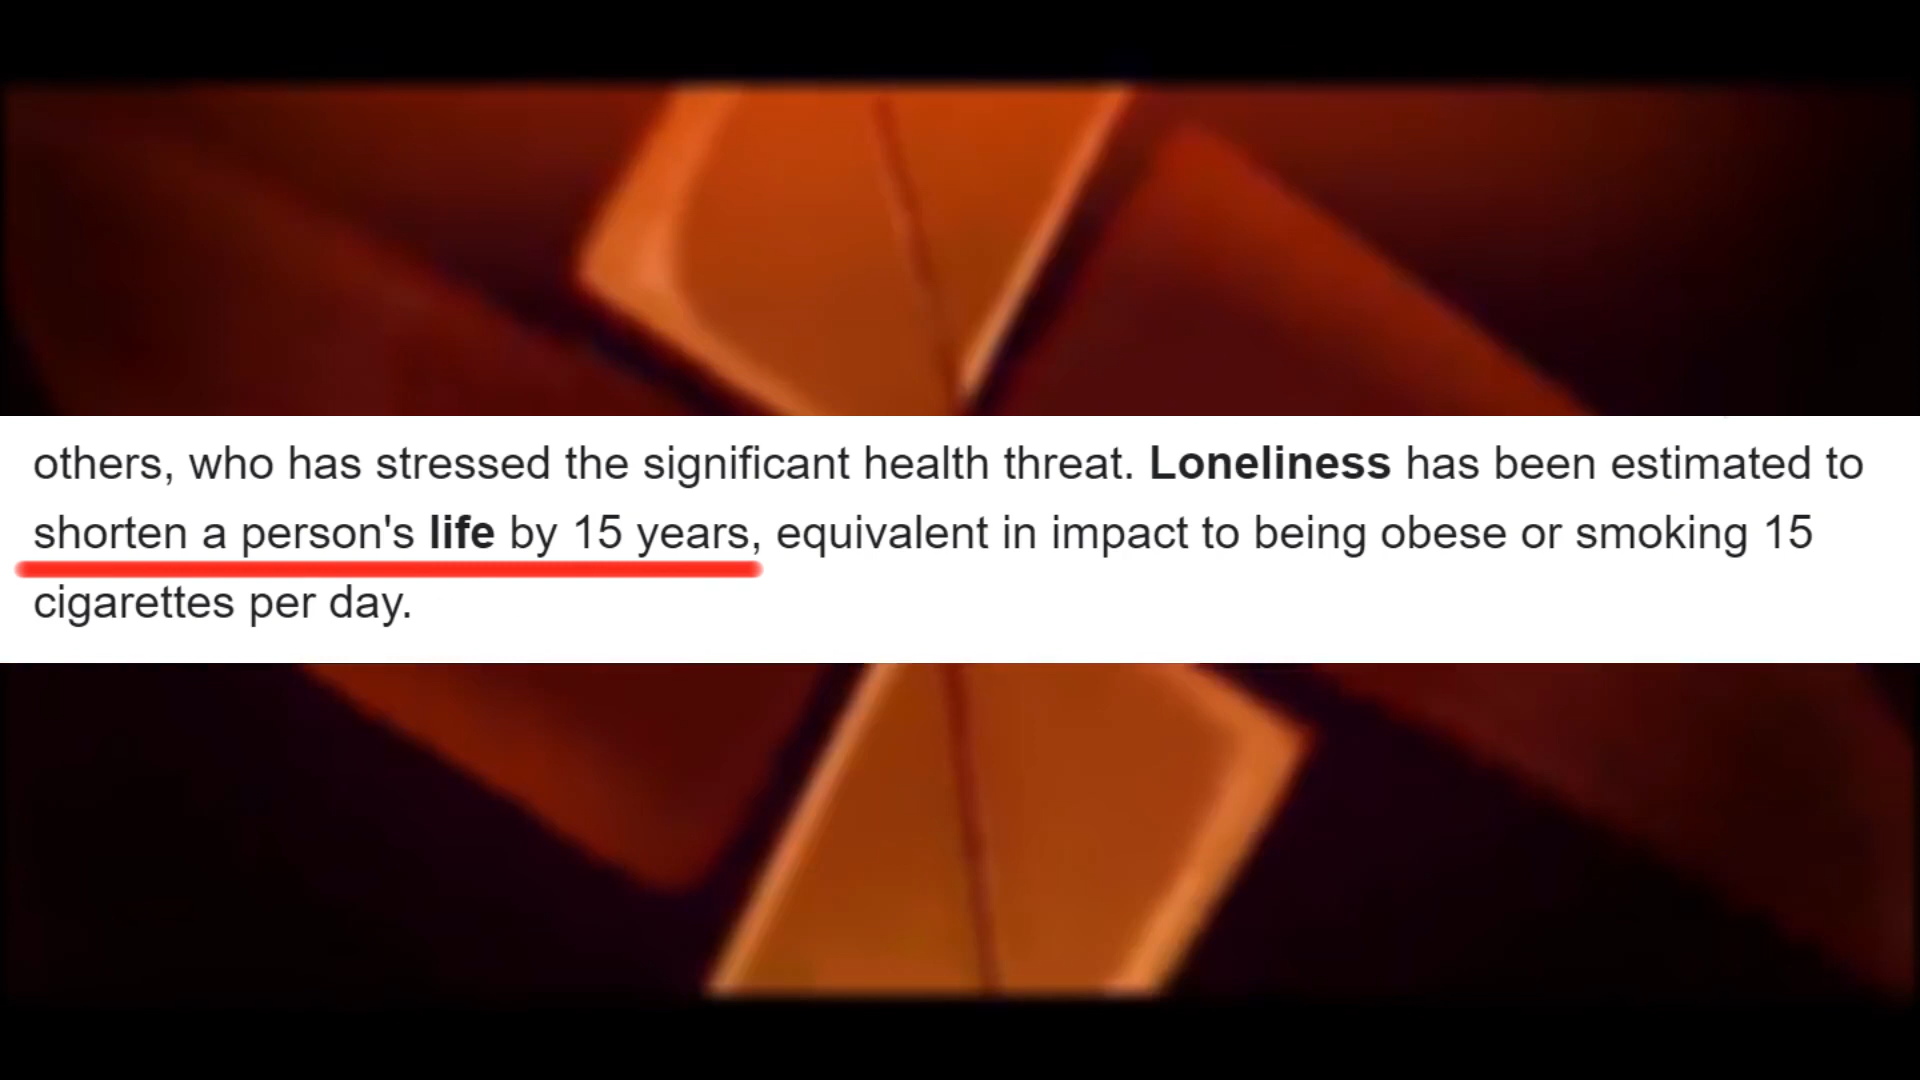 others, who has stressed the significant health threat. Loneliness has been estimated to
shorten a person's life by 15 years, equivalent in impact to being obese or smoking 15
cigarettes per day.